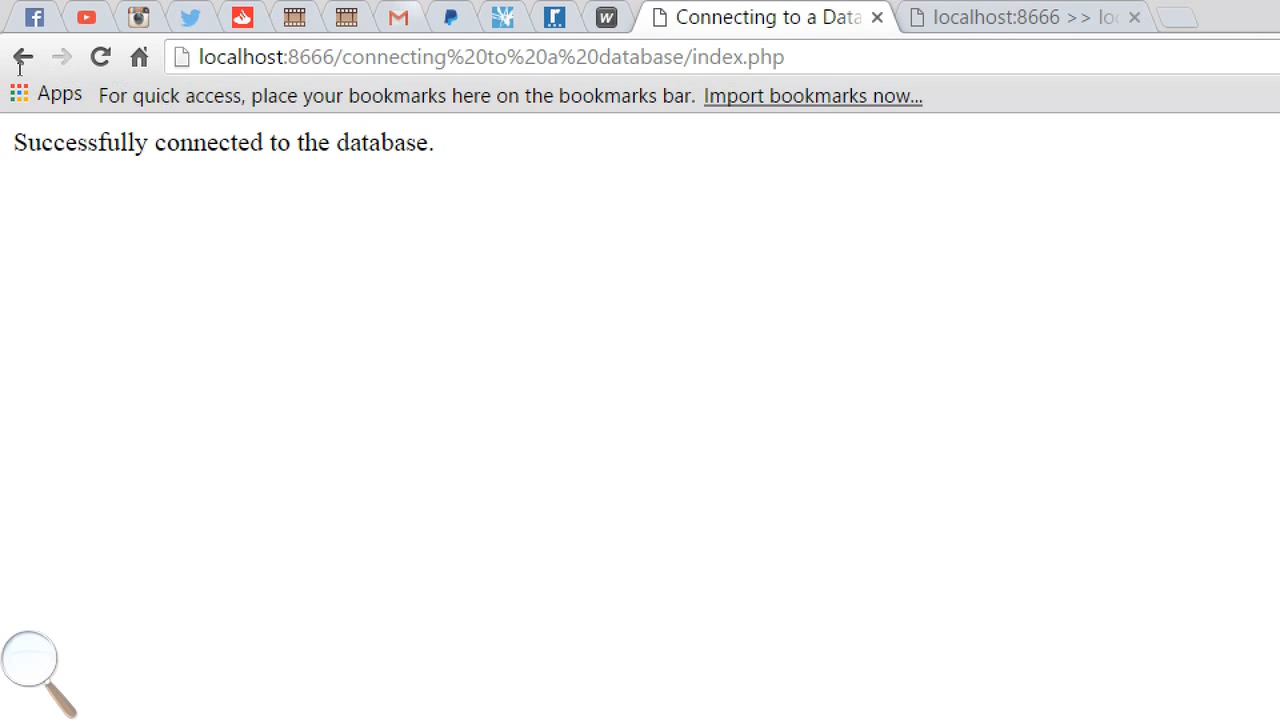 Connecting to a Data
localhost:8666 >> loc
localhost:8666/connecting%20to%20a%20database/index.php
Apps For quick access, place your bookmarks here on the bookmarks bar. Import bookmarks now...
Successfully connected to the database.